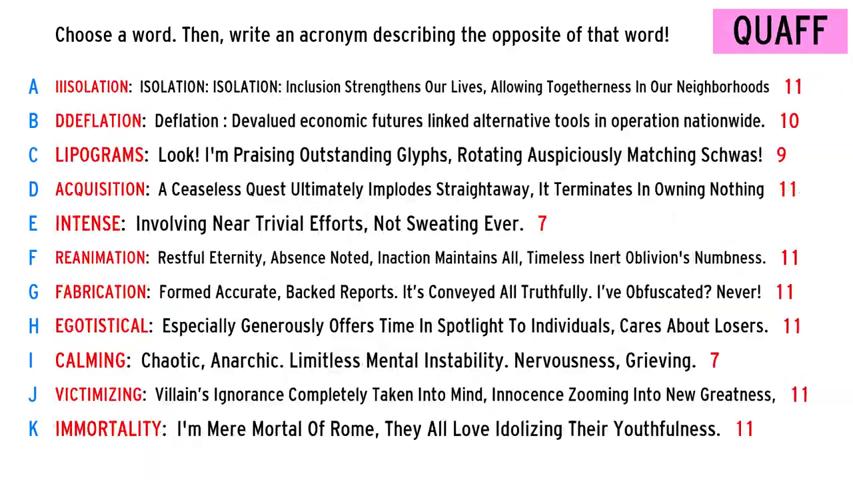 Choose a word. Then, write an acronym describing the opposite of that word!
QUAFF
A IIISOLATION: ISOLATION: ISOLATION: Inclusion Strengthens Our Lives, Allowing Togetherness In Our Neighborhoods 11
B DDEFLATION: Deflation : Devalued economic futures linked alternative tools in operation nationwide. 10
C LIPOGRAMS: Look! I'm Praising Outstanding Glyphs, Rotating Auspiciously Matching Schwas! 9
D ACQUISITION: A Ceaseless Quest Ultimately Implodes Straightaway, It Terminates In Owning Nothing 11
E INTENSE: Involving Near Trivial Efforts, Not Sweating Ever. 7
F REANIMATION: Restful Eternity, Absence Noted, Inaction Maintains All, Timeless Inert Oblivion's Numbness. 11
G FABRICATION: Formed Accurate, Backed Reports. It's Conveyed All Truthfully. I've Obfuscated? Never! 11
H EGOTISTICAL: Especially Generously Offers Time In Spotlight To Individuals, Cares About Losers. 11
I CALMING: Chaotic, Anarchic. Limitless Mental Instability. Nervousness, Grieving. 7
J VICTIMIZING: Villain's Ignorance Completely Taken Into Mind, Innocence Zooming Into New Greatness, 11
K IMMORTALITY: I'm Mere Mortal Of Rome, They All Love Idolizing Their Youthfulness. 11